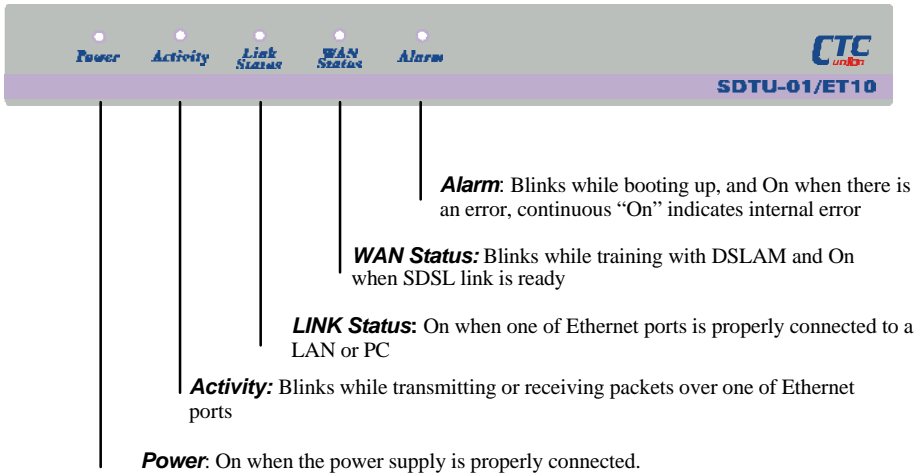 Power Activity Link Status WAN Status Alarm
CTC union
SDTU-01/ET10
Alarm: Blinks while booting up, and On when there is
an error, continuous “On” indicates internal error
WAN Status: Blinks while training with DSLAM and On
when SDSL link is ready
LINK Status: On when one of Ethernet ports is properly connected to a
LAN or PC
Activity: Blinks while transmitting or receiving packets over one of Ethernet
ports
Power: On when the power supply is properly connected.